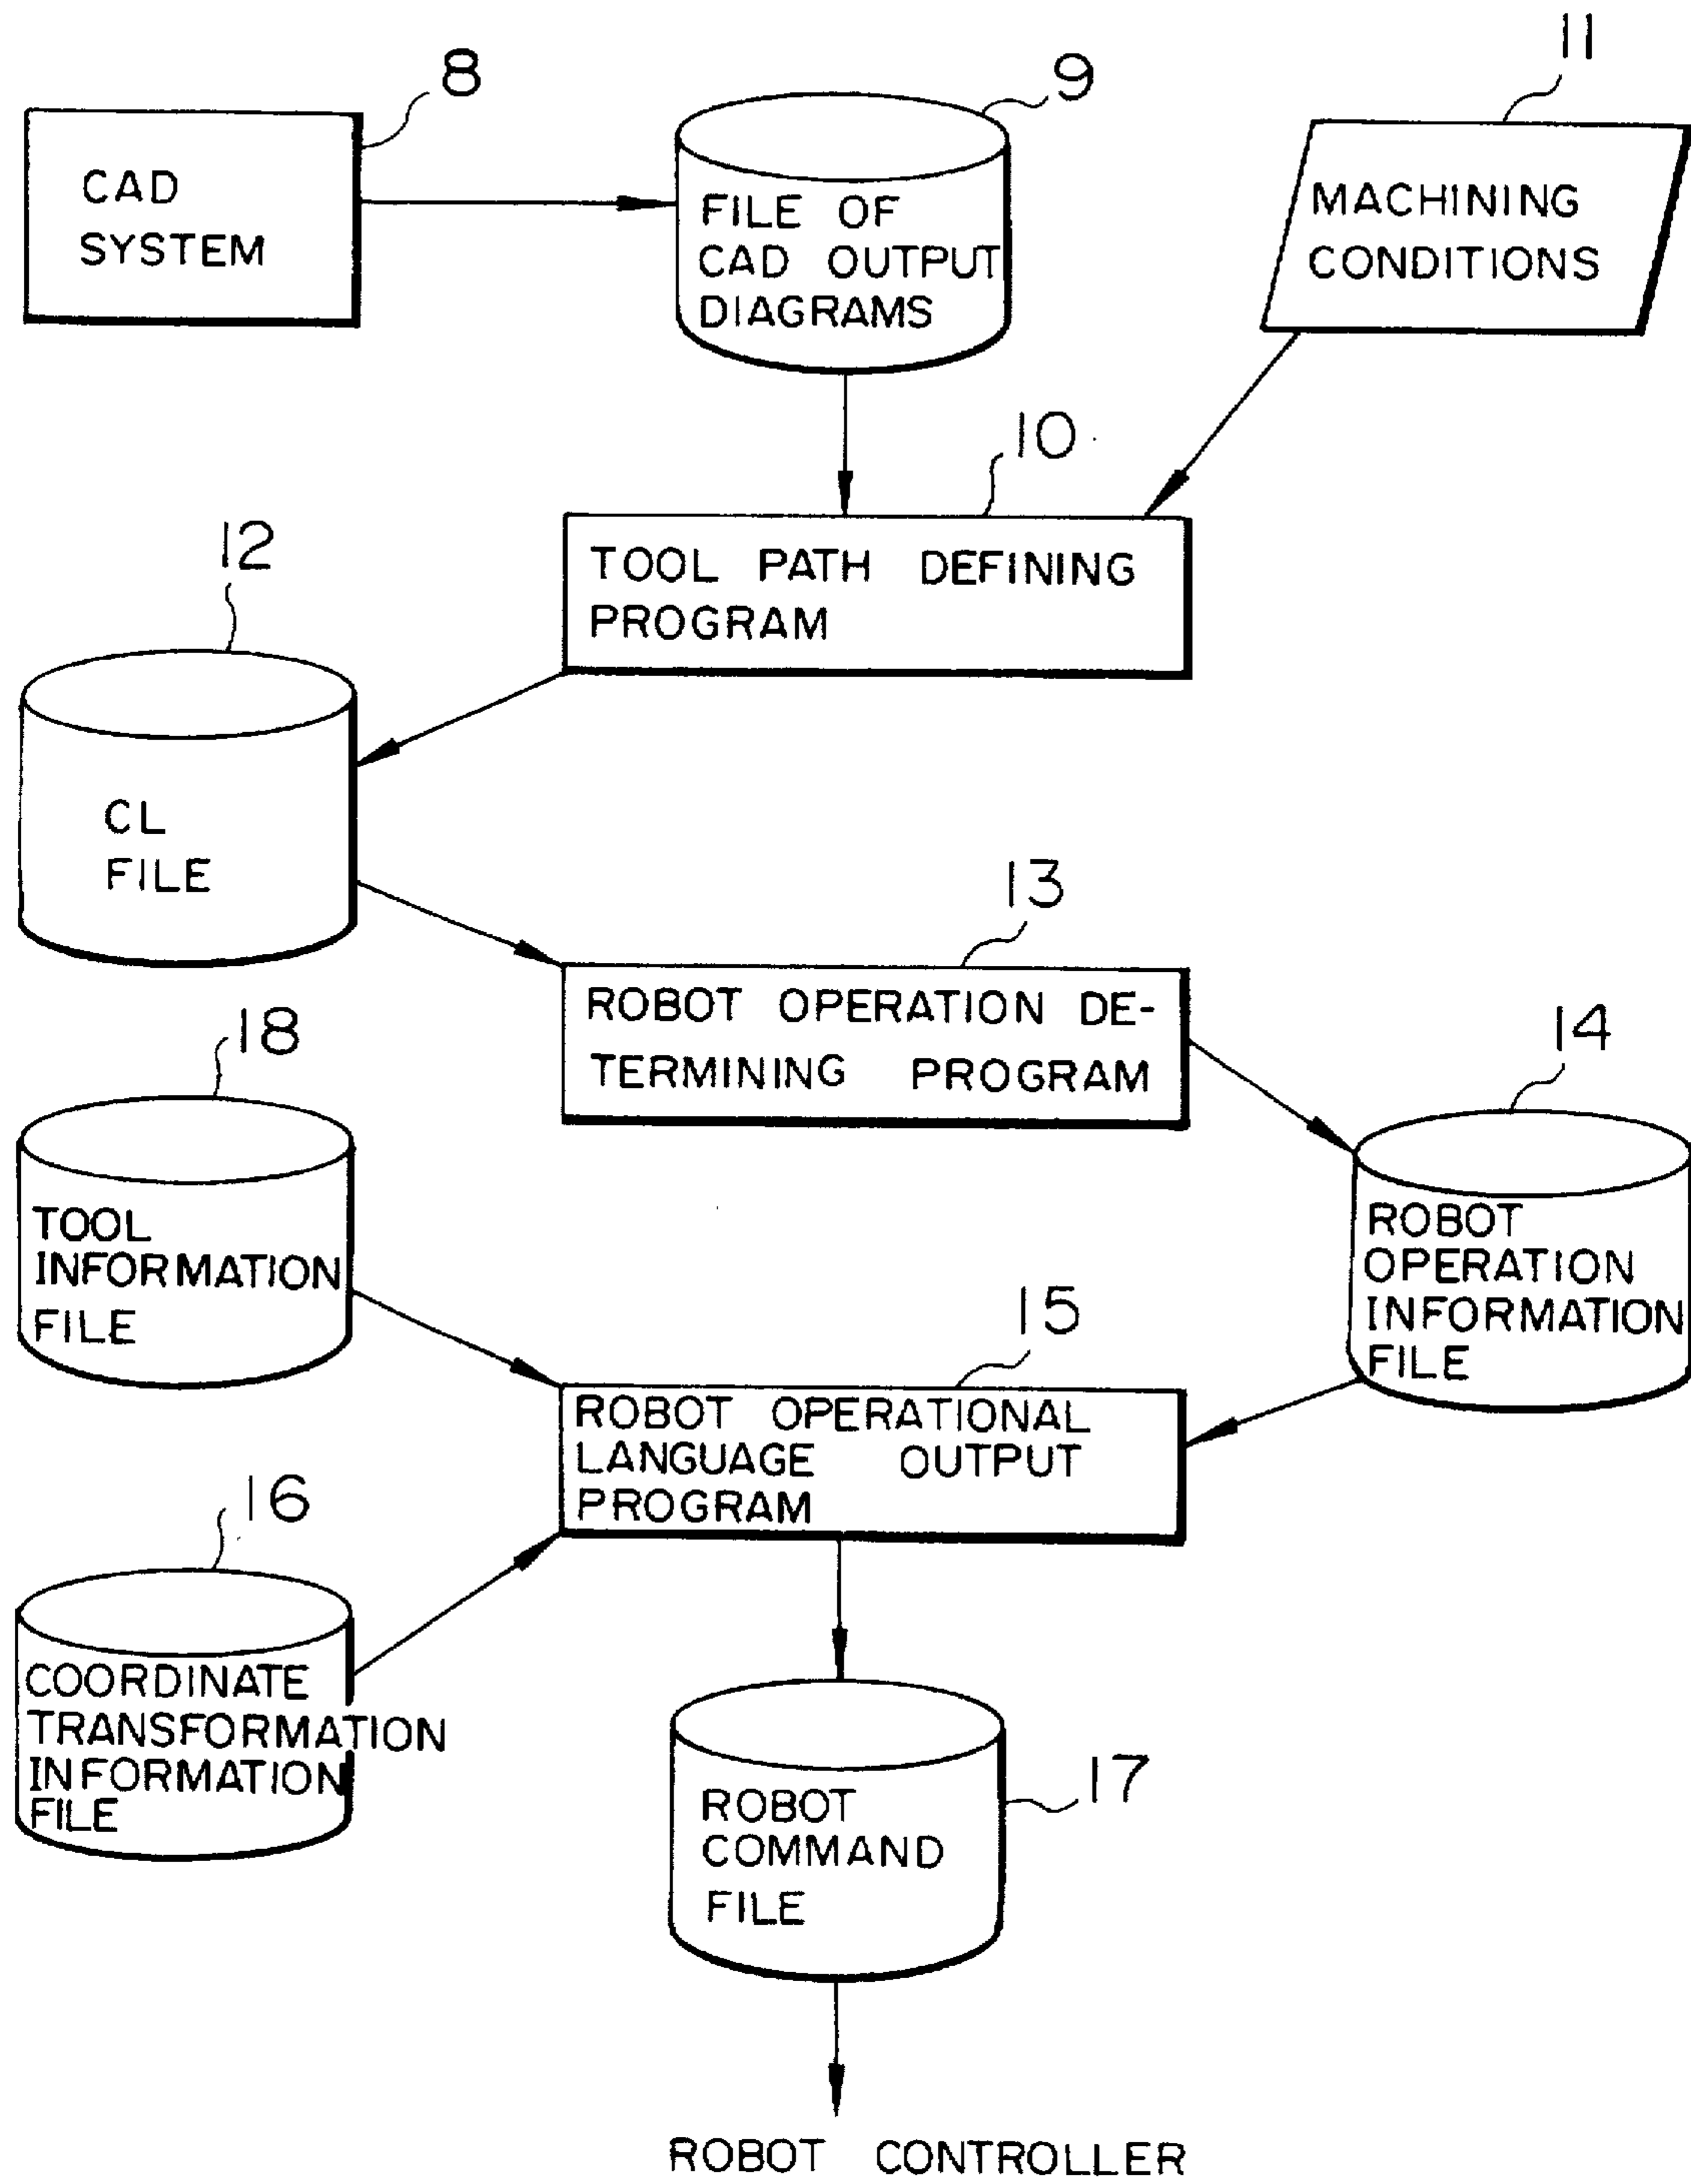 8
9
11
CAD
SYSTEM
FILE OF
CAD OUTPUT
DIAGRAMS
MACHINING
CONDITIONS
10
TOOL PATH DEFINING
PROGRAM
12
CL
FILE
13
ROBOT OPERATION DE-
TERMINING PROGRAM
18
TOOL
INFORMATION
FILE
14
ROBOT
OPERATION
INFORMATION
FILE
15
ROBOT OPERATIONAL
LANGUAGE OUTPUT
PROGRAM
16
COORDINATE
TRANSFORMATION
INFORMATION
FILE
17
ROBOT
COMMAND
FILE
ROBOT CONTROLLER